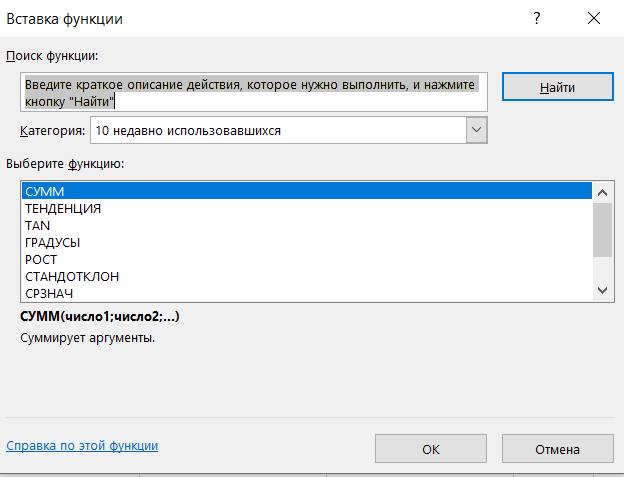 Вставка функции
?
Поиск функции:
Введите краткое описание действия, которое нужно выполнить, и нажмите
кнопку "Найти"
Найти
Категория:
10 недавно использовавшихся
Выберите функцию:
СУММ
ТЕНДЕНЦИЯ
TAN
ГРАДУСЫ
РОСТ
СТАНДОТКЛОН
СРЗНАЧ
СУММ(число1;число2;...)
Суммирует аргументы.
Справка по этой функции
ОК
Отмена